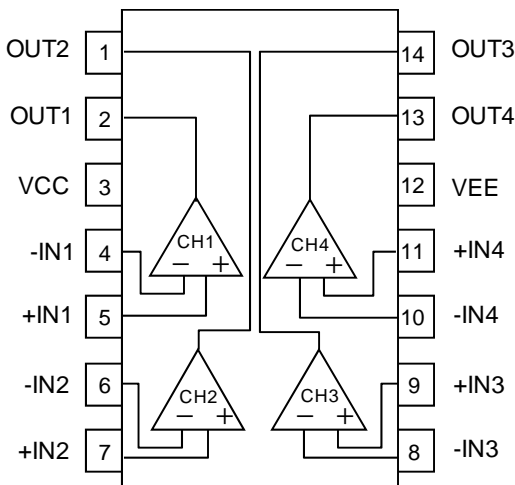 OUT2 1 14 OUT3
OUT1 2 13 OUT4
VCC 3 12 VEE
-IN1 4 CH1 CH4 11 +IN4
- + - +
+IN1 5 10 -IN4
-IN2 6 CH2 CH3 9 +IN3
- + - +
+IN2 7 8 -IN3